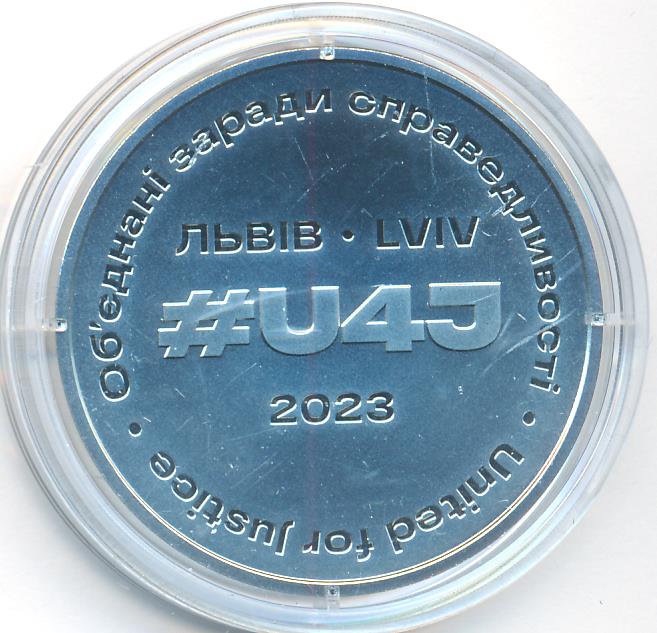 Об'єднані заради справедливості
ЛЬВІВ · LVIV
#U4J
2023
· United for Justice ·